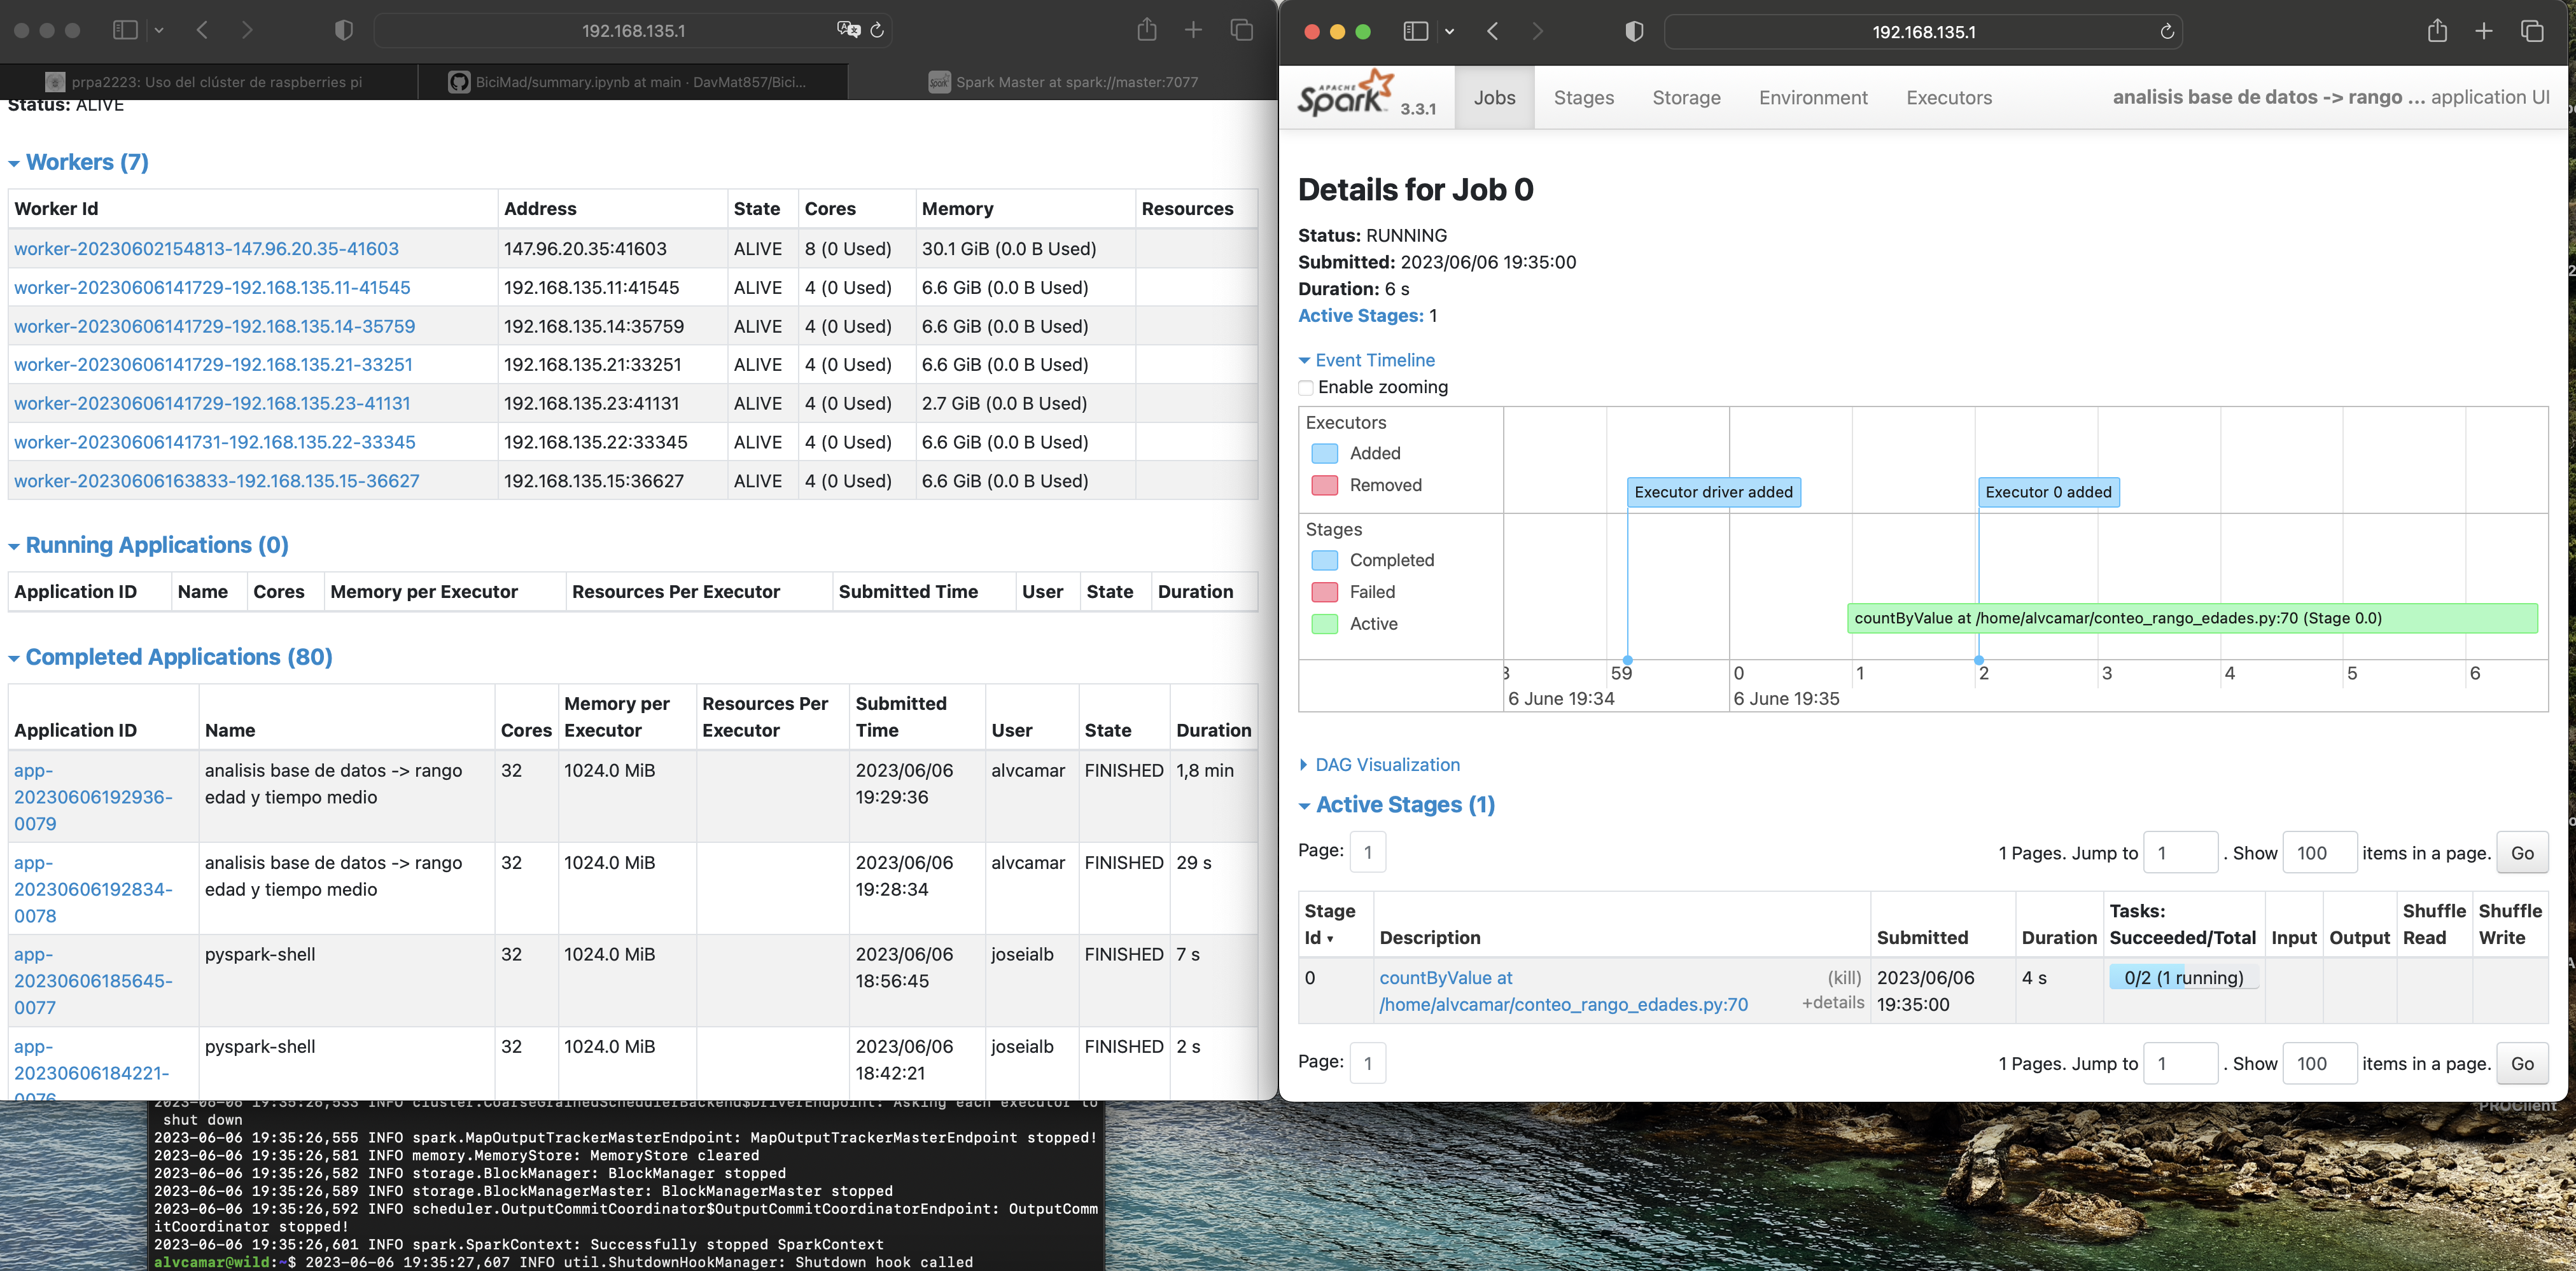 192.168.135.1
prpa2223: Uso del clúster de raspberries pi
BiciMad/summary.ipynb at main · DavMat857/Bici...
Spark Master at spark://master:7077
Status: ALIVE
Workers (7)
Worker Id Address State Cores Memory Resources
worker-20230602154813-147.96.20.35-41603 147.96.20.35:41603 ALIVE 8 (0 Used) 30.1 GiB (0.0 B Used)
worker-20230606141729-192.168.135.11-41545 192.168.135.11:41545 ALIVE 4 (0 Used) 6.6 GiB (0.0 B Used)
worker-20230606141729-192.168.135.14-35759 192.168.135.14:35759 ALIVE 4 (0 Used) 6.6 GiB (0.0 B Used)
worker-20230606141729-192.168.135.21-33251 192.168.135.21:33251 ALIVE 4 (0 Used) 6.6 GiB (0.0 B Used)
worker-20230606141729-192.168.135.23-41131 192.168.135.23:41131 ALIVE 4 (0 Used) 2.7 GiB (0.0 B Used)
worker-20230606141731-192.168.135.22-33345 192.168.135.22:33345 ALIVE 4 (0 Used) 6.6 GiB (0.0 B Used)
worker-20230606163833-192.168.135.15-36627 192.168.135.15:36627 ALIVE 4 (0 Used) 6.6 GiB (0.0 B Used)
Running Applications (0)
Application ID Name Cores Memory per Executor Resources Per Executor Submitted Time User State Duration
Completed Applications (80)
Memory per Resources Per Submitted
Application ID Name Cores Executor Executor Time User State Duration
app- analisis base de datos -> rango 32 1024.0 MiB 2023/06/06 alvcamar FINISHED 1,8 min
20230606192936- edad y tiempo medio 19:29:36
0079
app- analisis base de datos -> rango 32 1024.0 MiB 2023/06/06 alvcamar FINISHED 29 s
20230606192834- edad y tiempo medio 19:28:34
0078
app- pyspark-shell 32 1024.0 MiB 2023/06/06 joseialb FINISHED 7 s
20230606185645- 18:56:45
0077
app- pyspark-shell 32 1024.0 MiB 2023/06/06 joseialb FINISHED 2 s
20230606184221- 18:42:21
0076
2023-06-06 19:35:26,533 INFO cluster.CoarseGrainedSchedulerBackend$DriverEndpoint: Asking each executor to
shut down
2023-06-06 19:35:26,555 INFO spark.MapOutputTrackerMasterEndpoint: MapOutputTrackerMasterEndpoint stopped!
2023-06-06 19:35:26,581 INFO memory.MemoryStore: MemoryStore cleared
2023-06-06 19:35:26,582 INFO storage.BlockManager: BlockManager stopped
2023-06-06 19:35:26,589 INFO storage.BlockManagerMaster: BlockManagerMaster stopped
2023-06-06 19:35:26,592 INFO scheduler.OutputCommitCoordinator$OutputCommitCoordinatorEndpoint: OutputComm
itCoordinator stopped!
2023-06-06 19:35:26,601 INFO spark.SparkContext: Successfully stopped SparkContext
alvcamar@wild:~$ 2023-06-06 19:35:27,607 INFO util.ShutdownHookManager: Shutdown hook called
192.168.135.1
APACHE Spark 3.3.1 Jobs Stages Storage Environment Executors analisis base de datos -> rango ... application UI
Details for Job 0
Status: RUNNING
Submitted: 2023/06/06 19:35:00
Duration: 6 s
Active Stages: 1
Event Timeline
Enable zooming
Executors
Added
Removed
Executor driver added Executor 0 added
Stages
Completed
Failed
Active
countByValue at /home/alvcamar/conteo_rango_edades.py:70 (Stage 0.0)
59 0 1 2 3 4 5 6
6 June 19:34 6 June 19:35
DAG Visualization
Active Stages (1)
Page: 1 1 Pages. Jump to 1 . Show 100 items in a page. Go
Stage Tasks: Shuffle Shuffle
Id Description Submitted Duration Succeeded/Total Input Output Read Write
0 countByValue at (kill) 2023/06/06 4 s 0/2 (1 running)
/home/alvcamar/conteo_rango_edades.py:70 +details 19:35:00
Page: 1 1 Pages. Jump to 1 . Show 100 items in a page. Go
PROClient